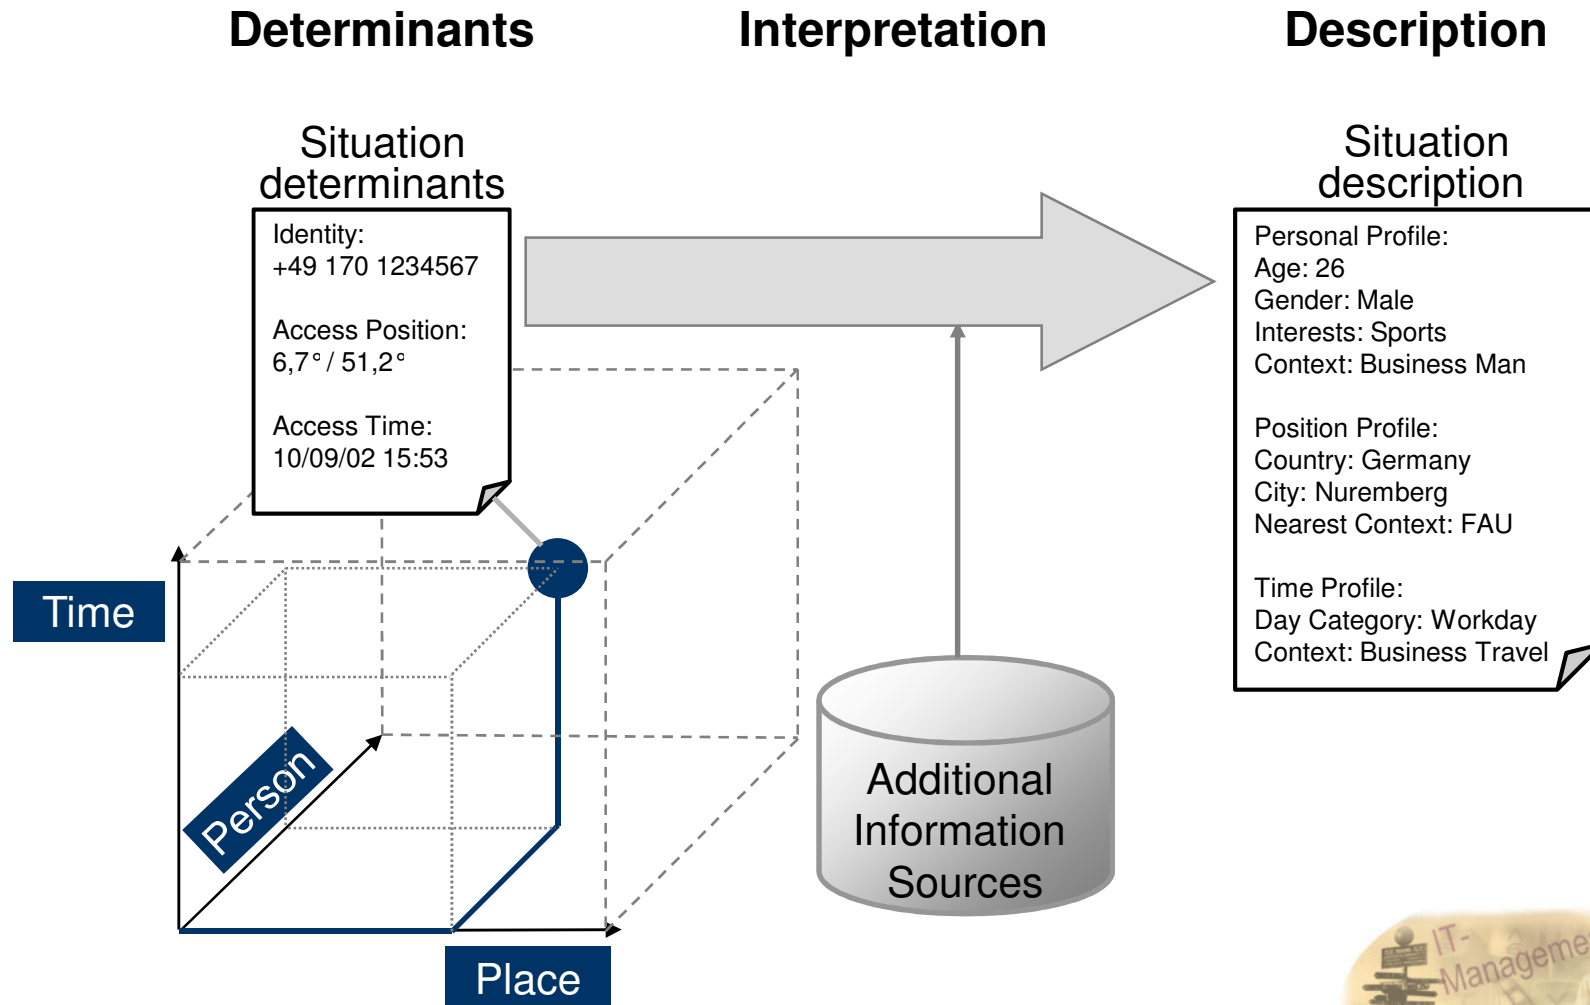 Determinants
Interpretation
Description
Situation
determinants
Identity:
+49 170 1234567
Access Position:
6,7° / 51,2°
Access Time:
10/09/02 15:53
Situation
description
Personal Profile:
Age: 26
Gender: Male
Interests: Sports
Context: Business Man
Position Profile:
Country: Germany
City: Nuremberg
Nearest Context: FAU
Time Profile:
Day Category: Workday
Context: Business Travel
Time
Person
Place
Additional
Information
Sources
IT-